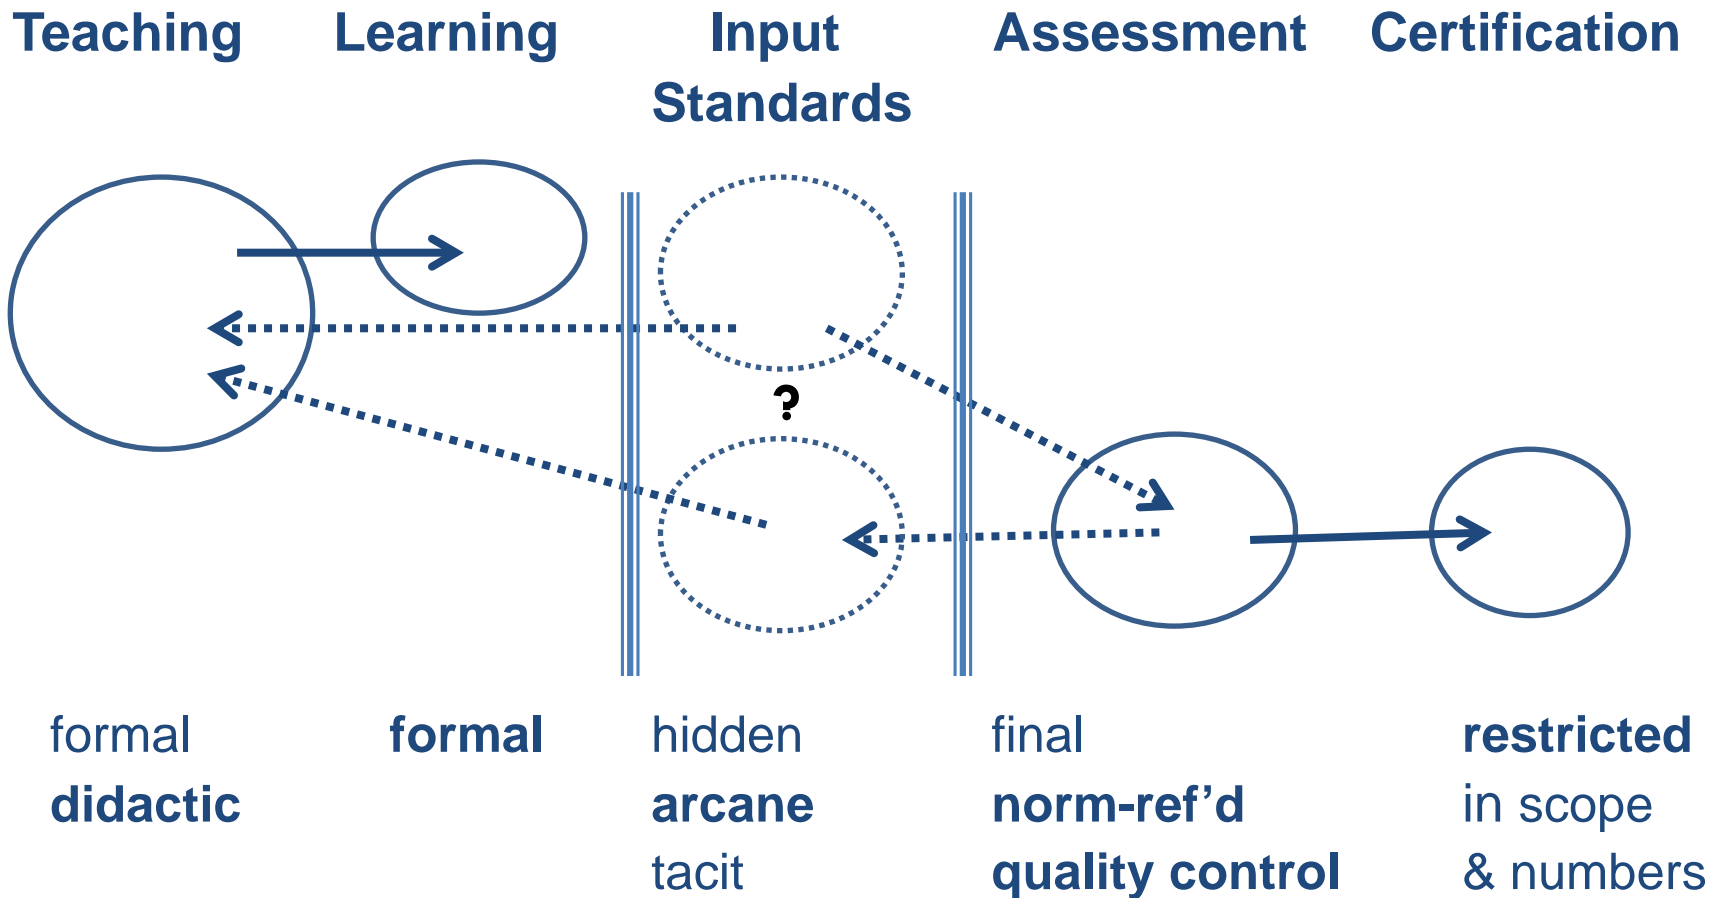 Teaching Learning Input Assessment Certification
Standards
?
formal formal hidden final restricted
didactic arcane norm-ref’d in scope
tacit quality control & numbers